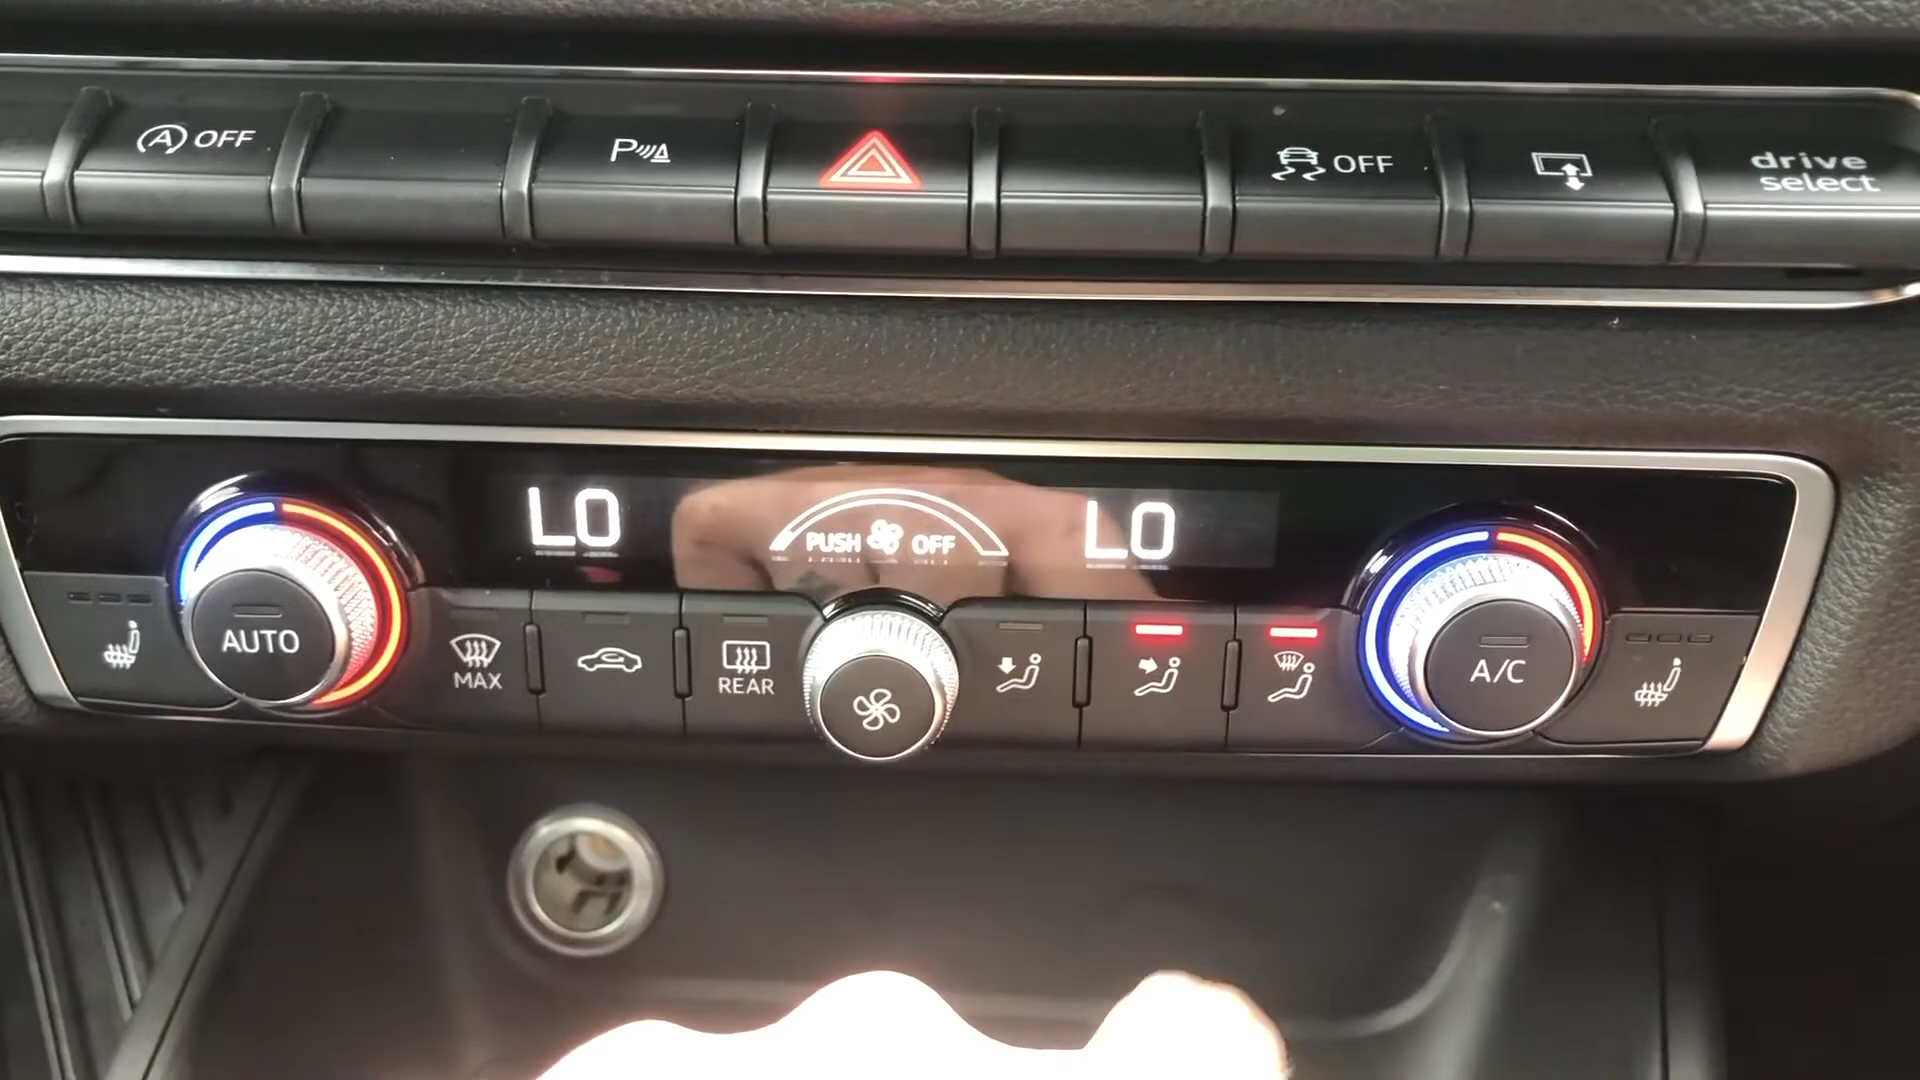 A OFF
P
OFF
drive
select
LO
PUSH OFF
LO
AUTO
MAX
REAR
A/C